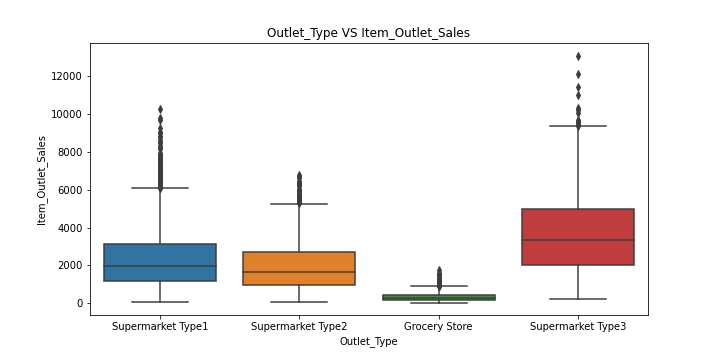 Outlet_Type VS Item_Outlet_Sales
Item_Outlet_Sales
12000
10000
8000
6000
4000
2000
0
Supermarket Type1 Supermarket Type2 Grocery Store Supermarket Type3
Outlet_Type